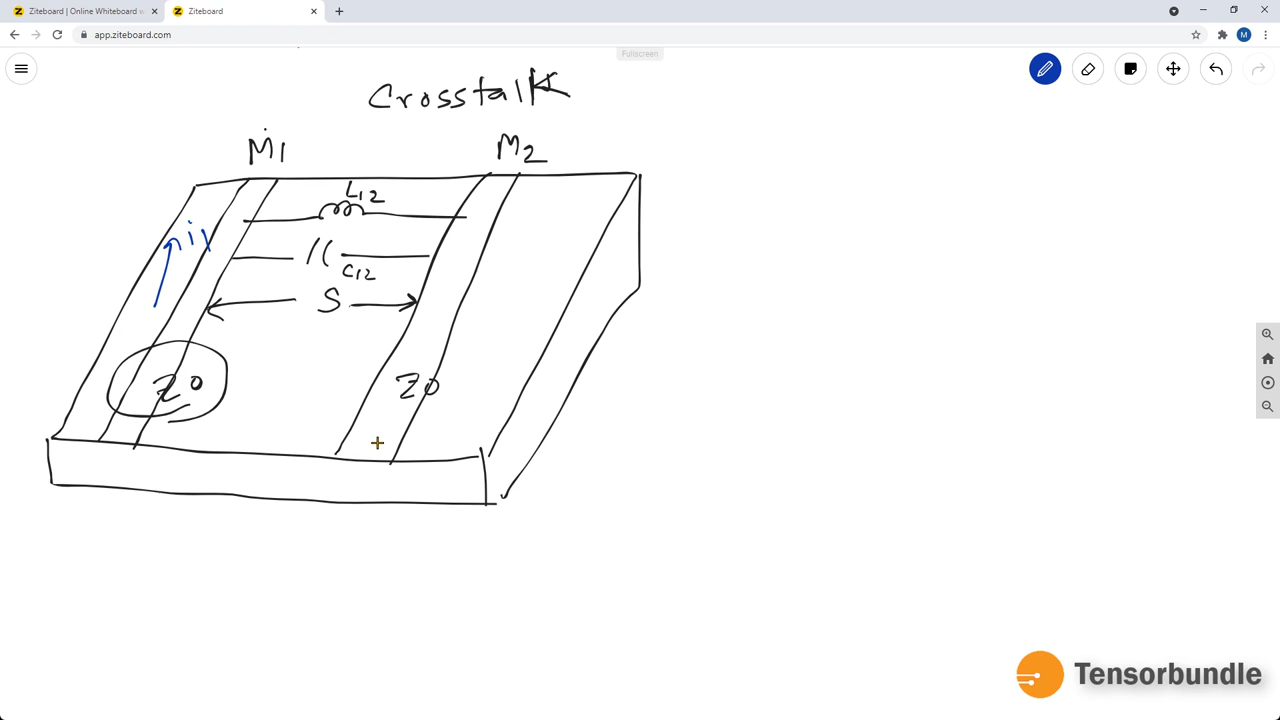 Ziteboard | Online Whiteboard w
Ziteboard
app.ziteboard.com
M
Fullscreen
Crosstalk
M1
M2
L12
i1
C12
S
Z0
Z0
Tensorbundle